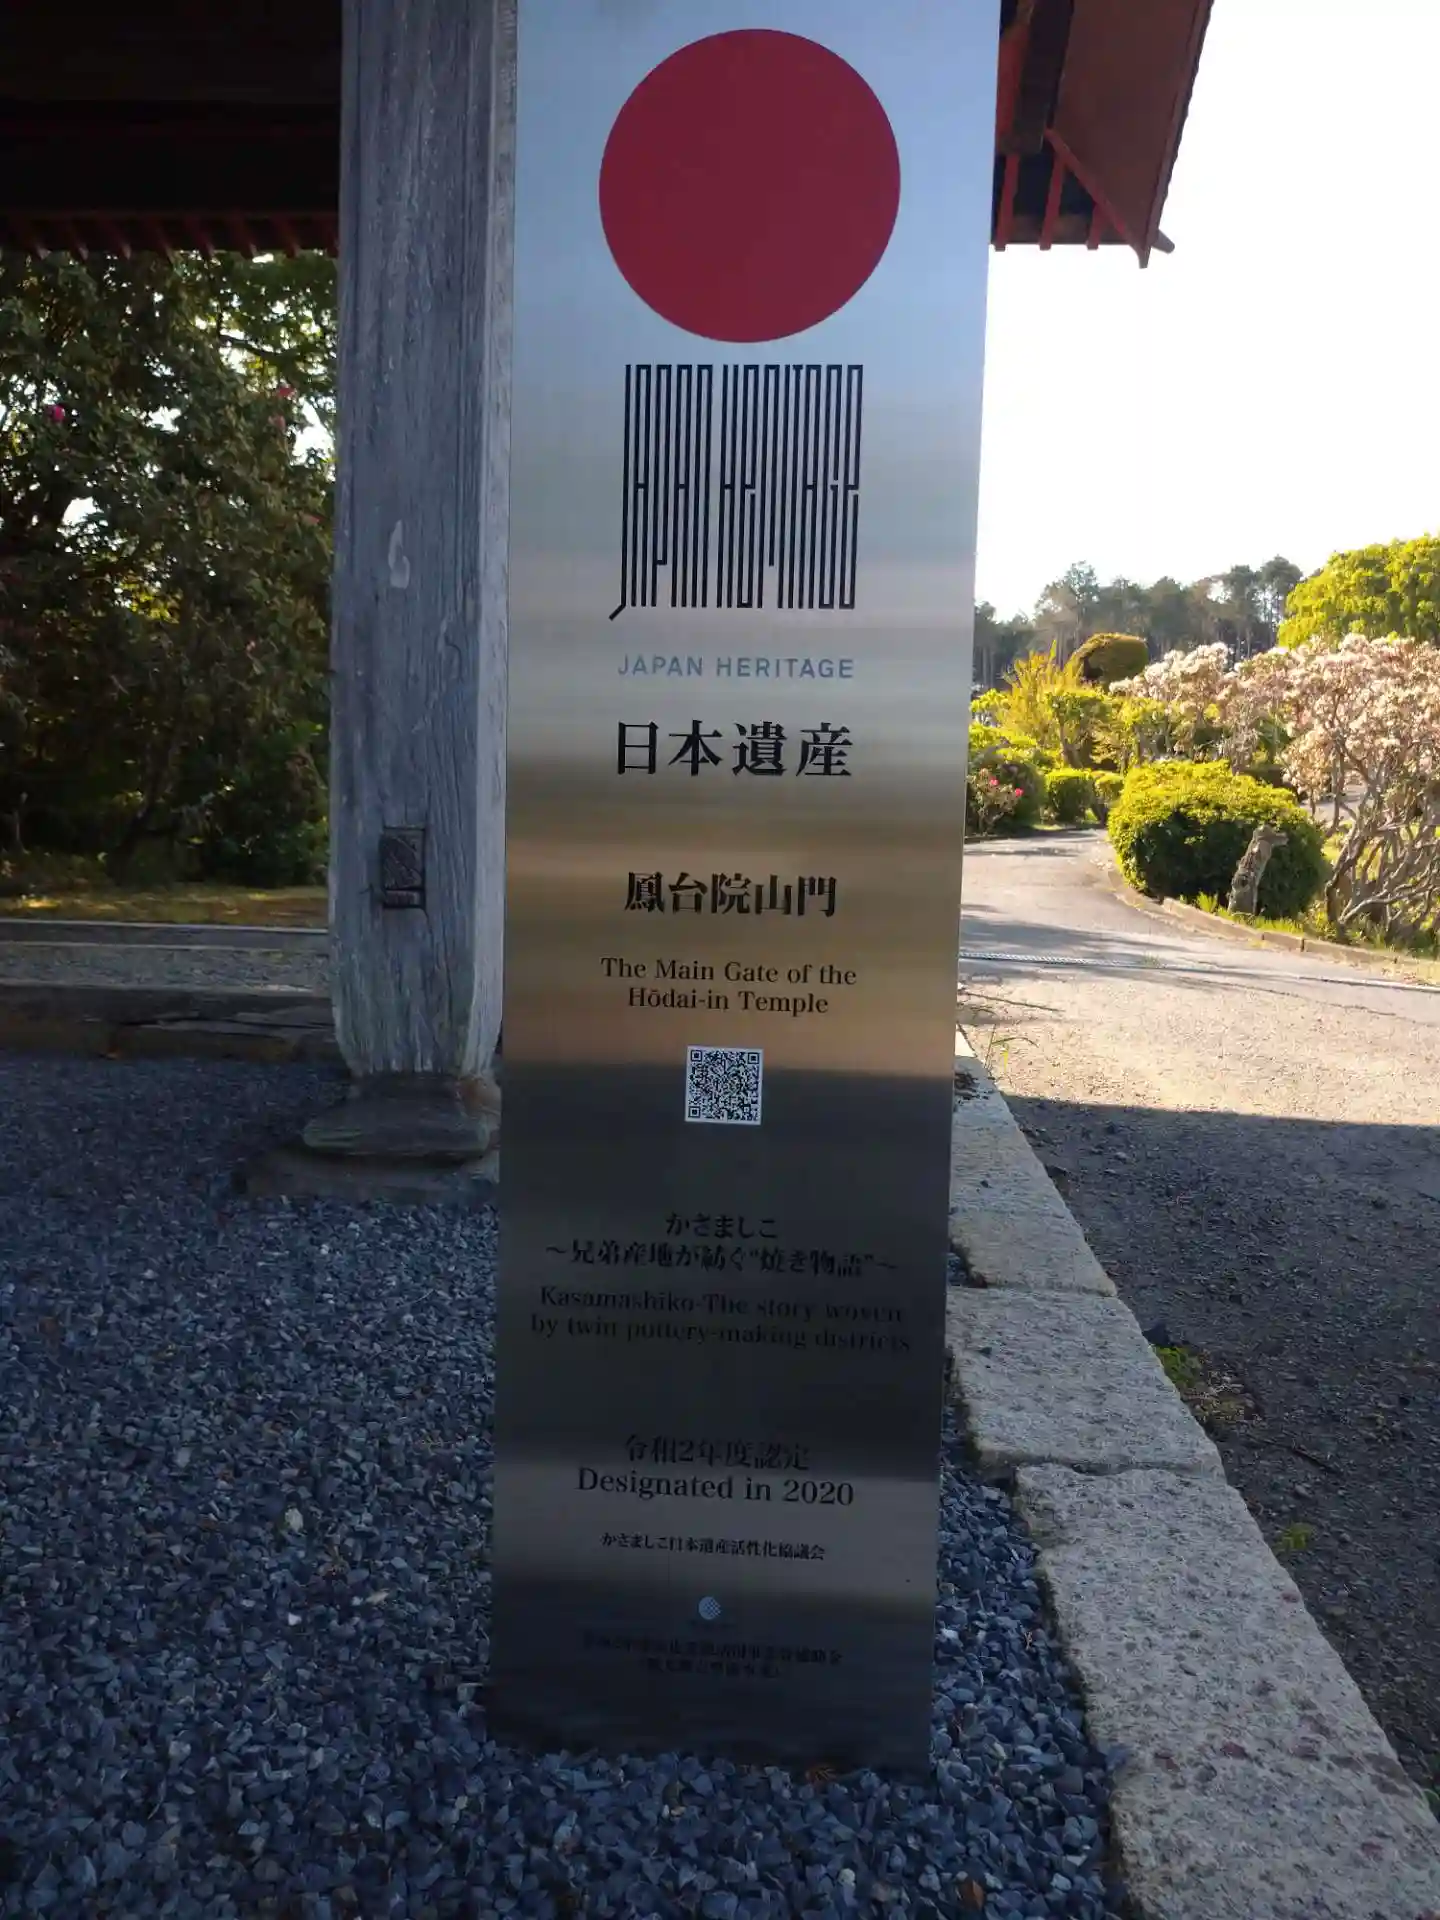 JAPAN HERITAGE
JAPAN HERITAGE
日本遺産
鳳台院山門
The Main Gate of the
Hōdai-in Temple
かさましこ
～兄弟産地が紡ぐ“焼き物語”～
Kasamashiko-The story woven
by twin pottery-making districts
令和2年度認定
Designated in 2020
かさましこ日本遺産活性化協議会